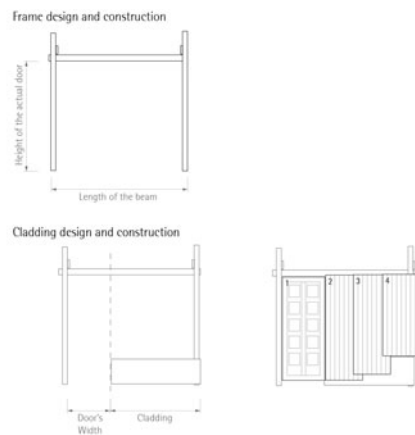 Frame design and construction
Height of the actual door
Length of the beam
Cladding design and construction
1
2
3
4
Door's
Width
Cladding